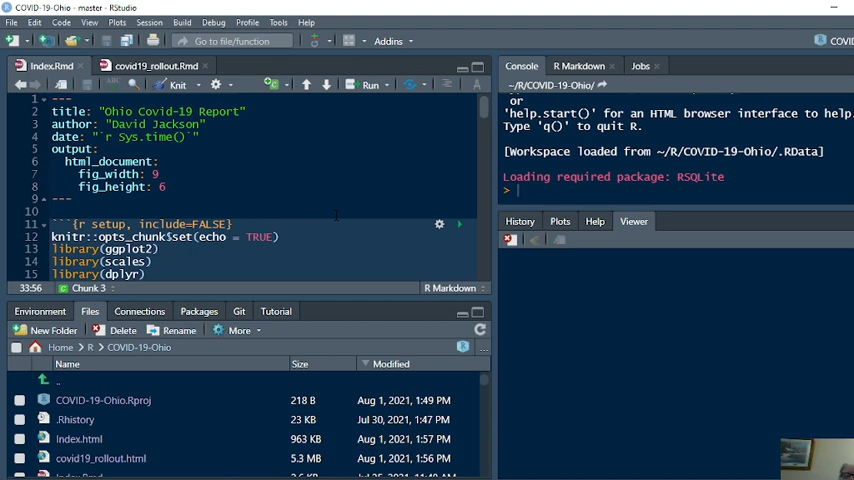 COVID-19-Ohio - master - RStudio
File Edit Code View Plots Session Build Debug Profile Tools Help
Go to file/function Addins COVID
Index.Rmd covid19_rollout.Rmd
ABC Knit Run
1 ---
2 title: "Ohio Covid-19 Report"
3 author: "David Jackson"
4 date: "`r Sys.time()`"
5 output:
6 html_document:
7 fig_width: 9
8 fig_height: 6
9 ---
10
11 ```{r setup, include=FALSE}
12 knitr::opts_chunk$set(echo = TRUE)
13 library(ggplot2)
14 library(scales)
15 library(dplyr)
33:56 C Chunk 3 R Markdown
Environment Files Connections Packages Git Tutorial
New Folder Delete Rename More
Home R COVID-19-Ohio
Name Size Modified
..
COVID-19-Ohio.Rproj 218 B Aug 1, 2021, 1:49 PM
.Rhistory 23 KB Jul 30, 2021, 1:47 PM
Index.html 963 KB Aug 1, 2021, 1:57 PM
covid19_rollout.html 5.3 MB Aug 1, 2021, 1:56 PM
Console R Markdown Jobs
~/R/COVID-19-Ohio/
or
'help.start()' for an HTML browser interface to help.
Type 'q()' to quit R.
[Workspace loaded from ~/R/COVID-19-Ohio/.RData]
Loading required package: RSQLite
>
History Plots Help Viewer